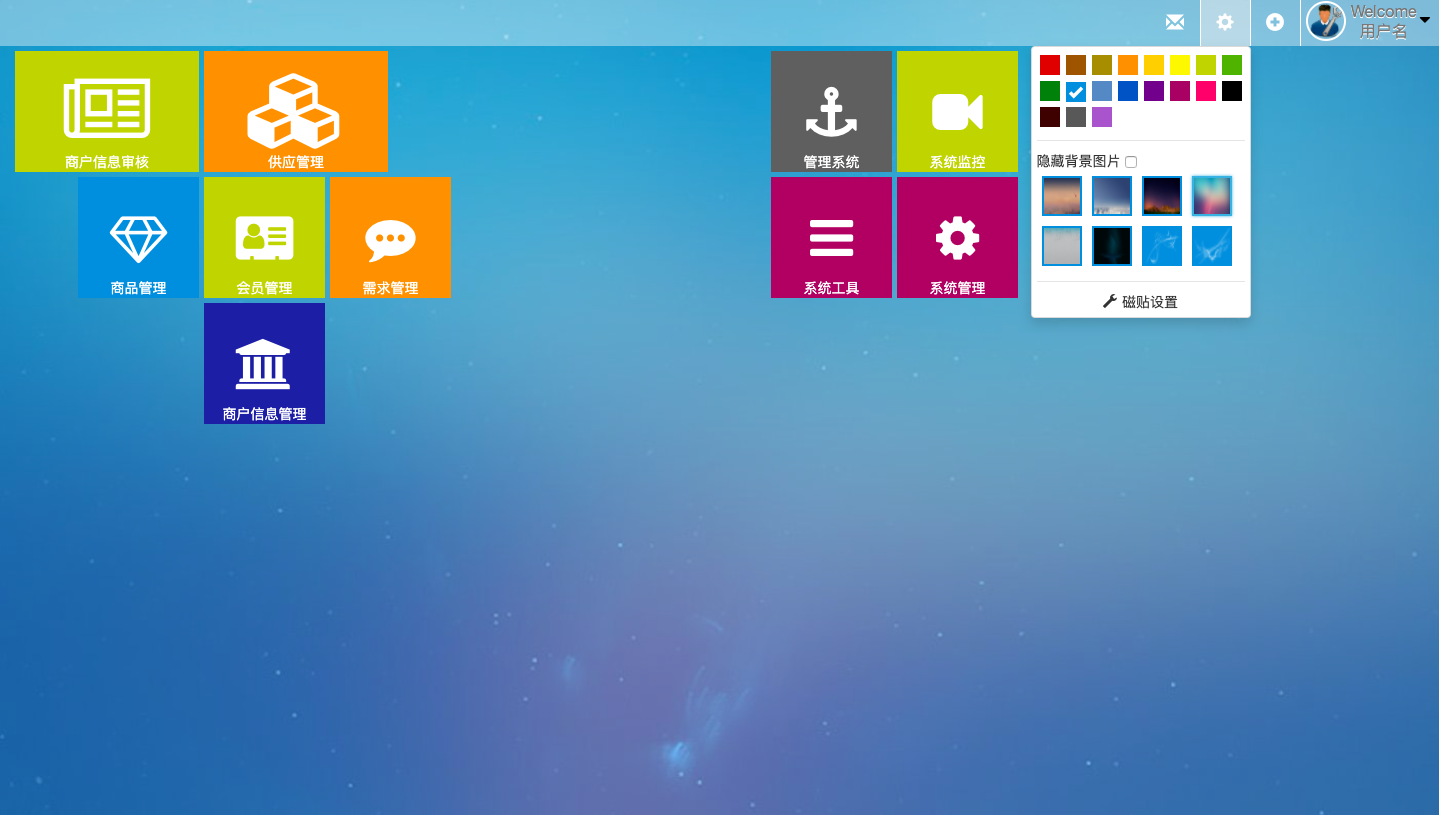 Welcome
用户名
商户信息审核
供应管理
管理系统
系统监控
隐藏背景图片
商品管理
会员管理
需求管理
系统工具
系统管理
磁贴设置
商户信息管理